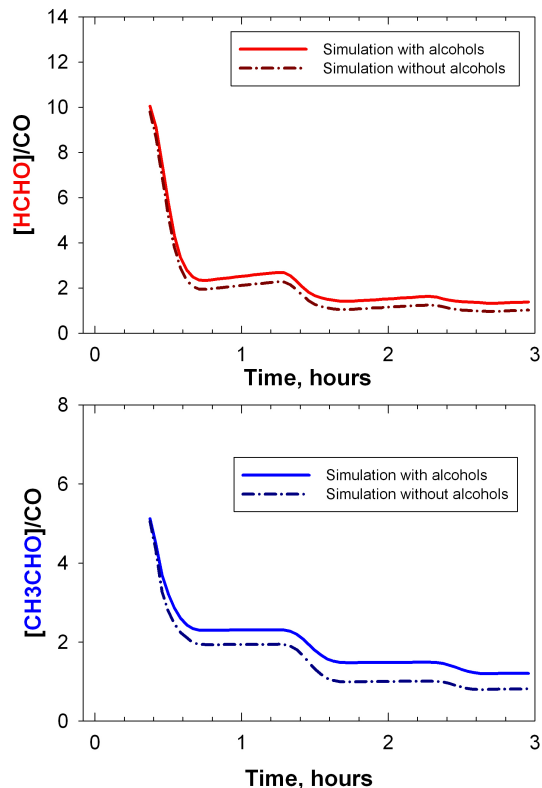 14
12
10
8
6
4
2
0
[HCHO]/CO
Simulation with alcohols
Simulation without alcohols
0 1 2 3
Time, hours
8
6
4
2
0
[CH3CHO]/CO
Simulation with alcohols
Simulation without alcohols
0 1 2 3
Time, hours